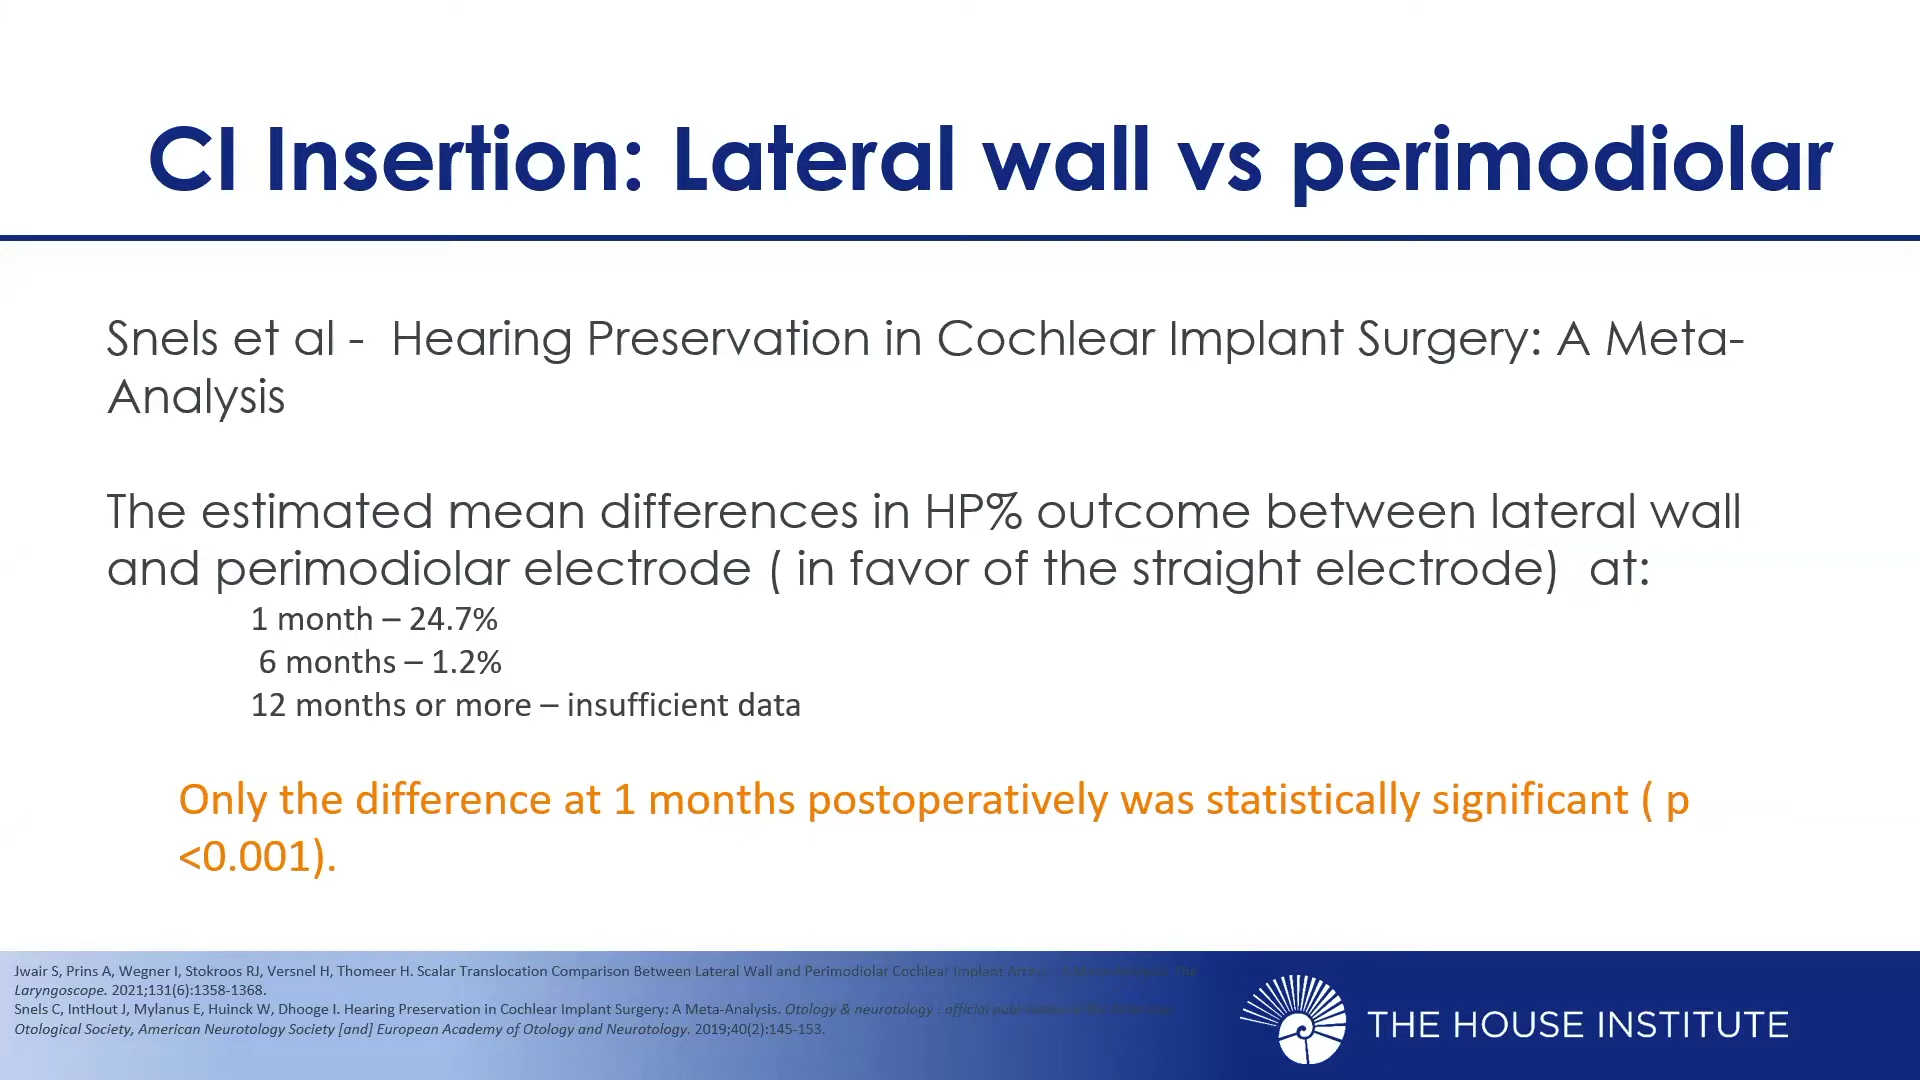 CI Insertion: Lateral wall vs perimodiolar
Snels et al -  Hearing Preservation in Cochlear Implant Surgery: A Meta-
Analysis
The estimated mean differences in HP% outcome between lateral wall
and perimodiolar electrode ( in favor of the straight electrode)  at:
1 month – 24.7%
6 months – 1.2%
12 months or more – insufficient data
Only the difference at 1 months postoperatively was statistically significant ( p
<0.001).
Jwair S, Prins A, Wegner I, Stokroos RJ, Versnel H, Thomeer H. Scalar Translocation Comparison Between Lateral Wall and Perimodiolar Cochlear Implant
Laryngoscope. 2021;131(6):1358-1368.
Snels C, IntHout J, Mylanus E, Huinck W, Dhooge I. Hearing Preservation in Cochlear Implant Surgery: A Meta-Analysis. Otology & neurotology : official
Otological Society, American Neurotology Society [and] European Academy of Otology and Neurotology. 2019;40(2):145-153.
THE HOUSE INSTITUTE